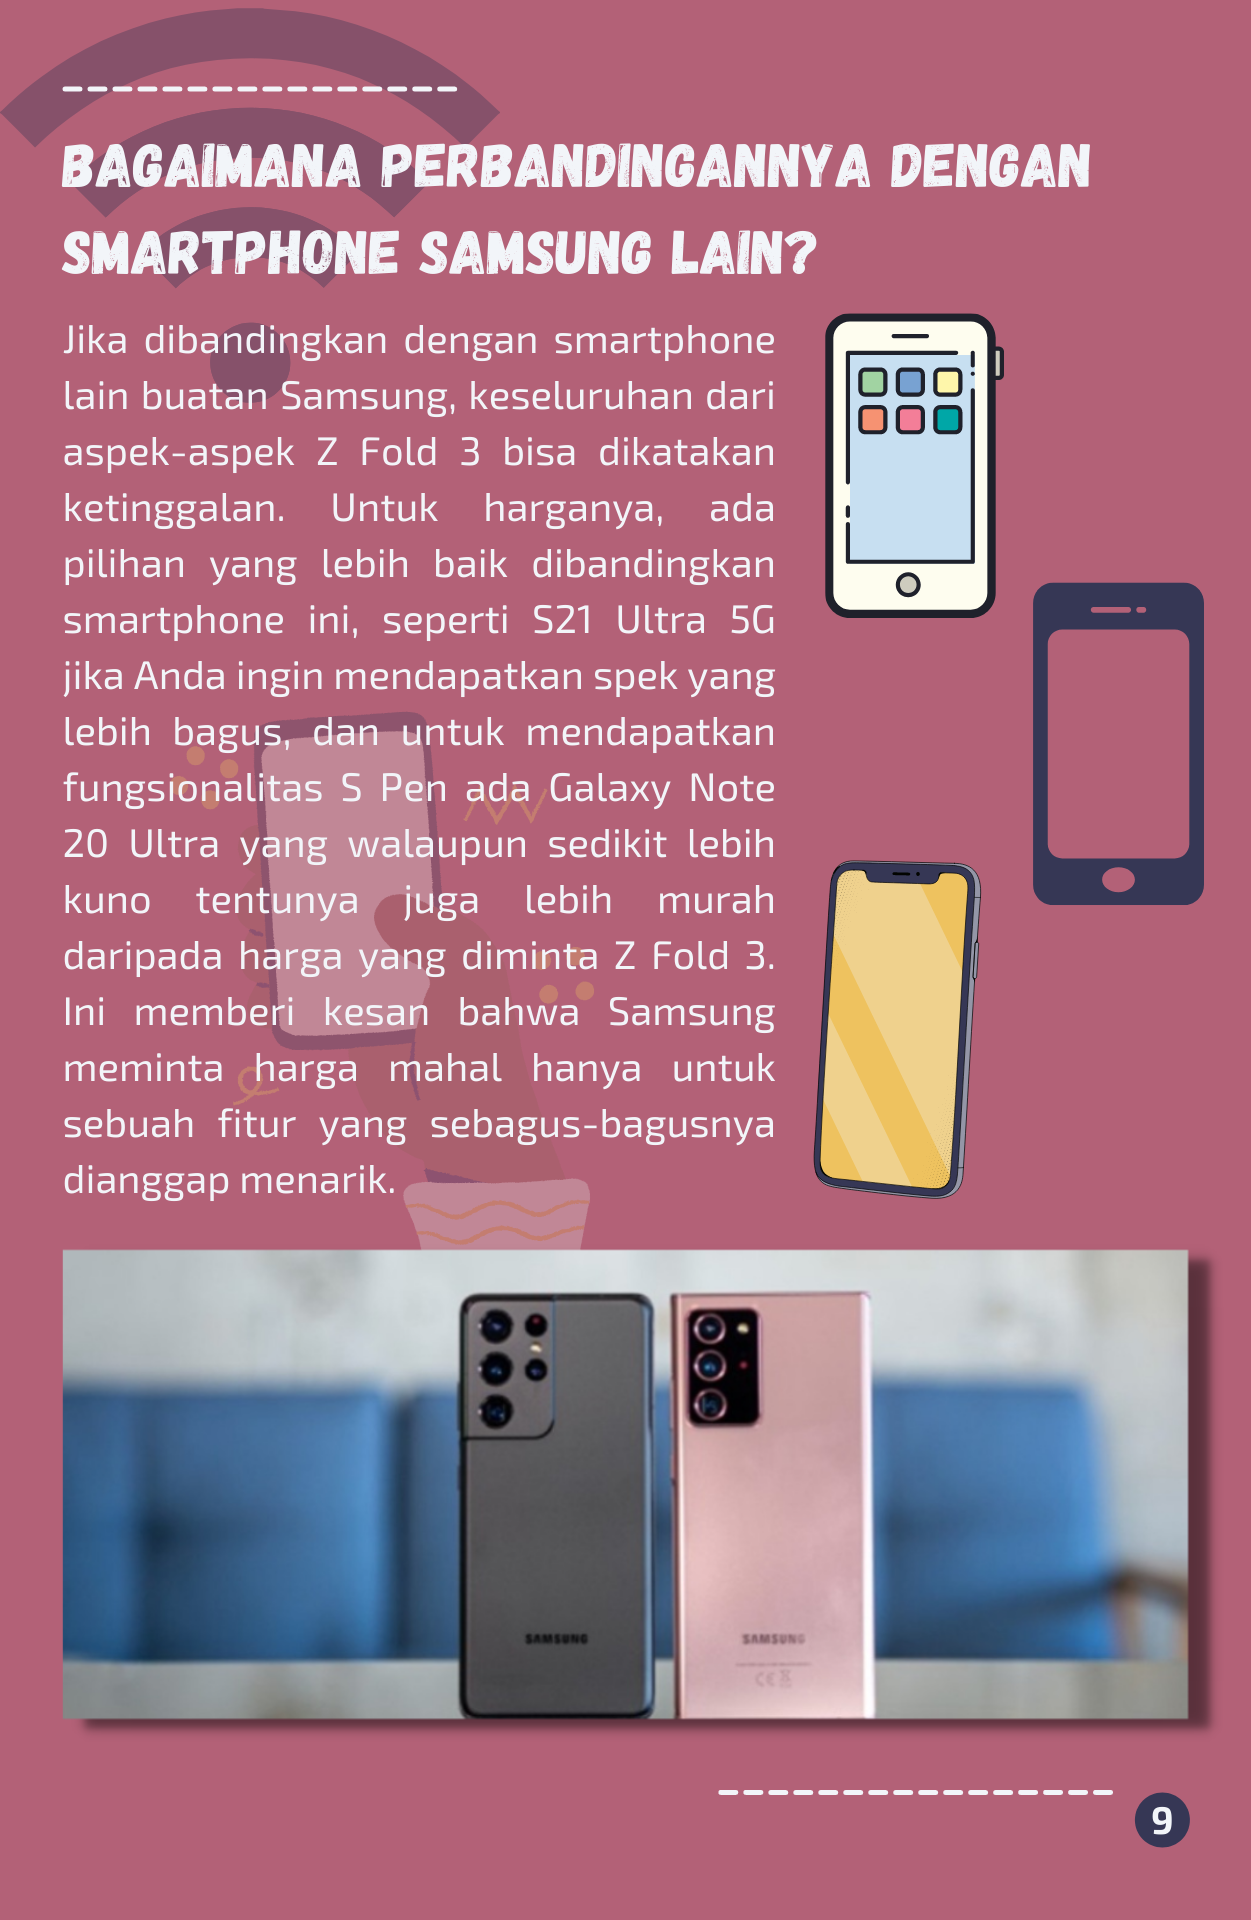 BAGAIMANA PERBANDINGANNYA DENGAN
SMARTPHONE SAMSUNG LAIN?
Jika dibandingkan dengan smartphone
lain buatan Samsung, keseluruhan dari
aspek-aspek Z Fold 3 bisa dikatakan
ketinggalan. Untuk harganya, ada
pilihan yang lebih baik dibandingkan
smartphone ini, seperti S21 Ultra 5G
jika Anda ingin mendapatkan spek yang
lebih bagus, dan untuk mendapatkan
fungsionalitas S Pen ada Galaxy Note
20 Ultra yang walaupun sedikit lebih
kuno tentunya juga lebih murah
daripada harga yang diminta Z Fold 3.
Ini memberi kesan bahwa Samsung
meminta harga mahal hanya untuk
sebuah fitur yang sebagus-bagusnya
dianggap menarik.
SAMSUNG
SAMSUNG
CE
9